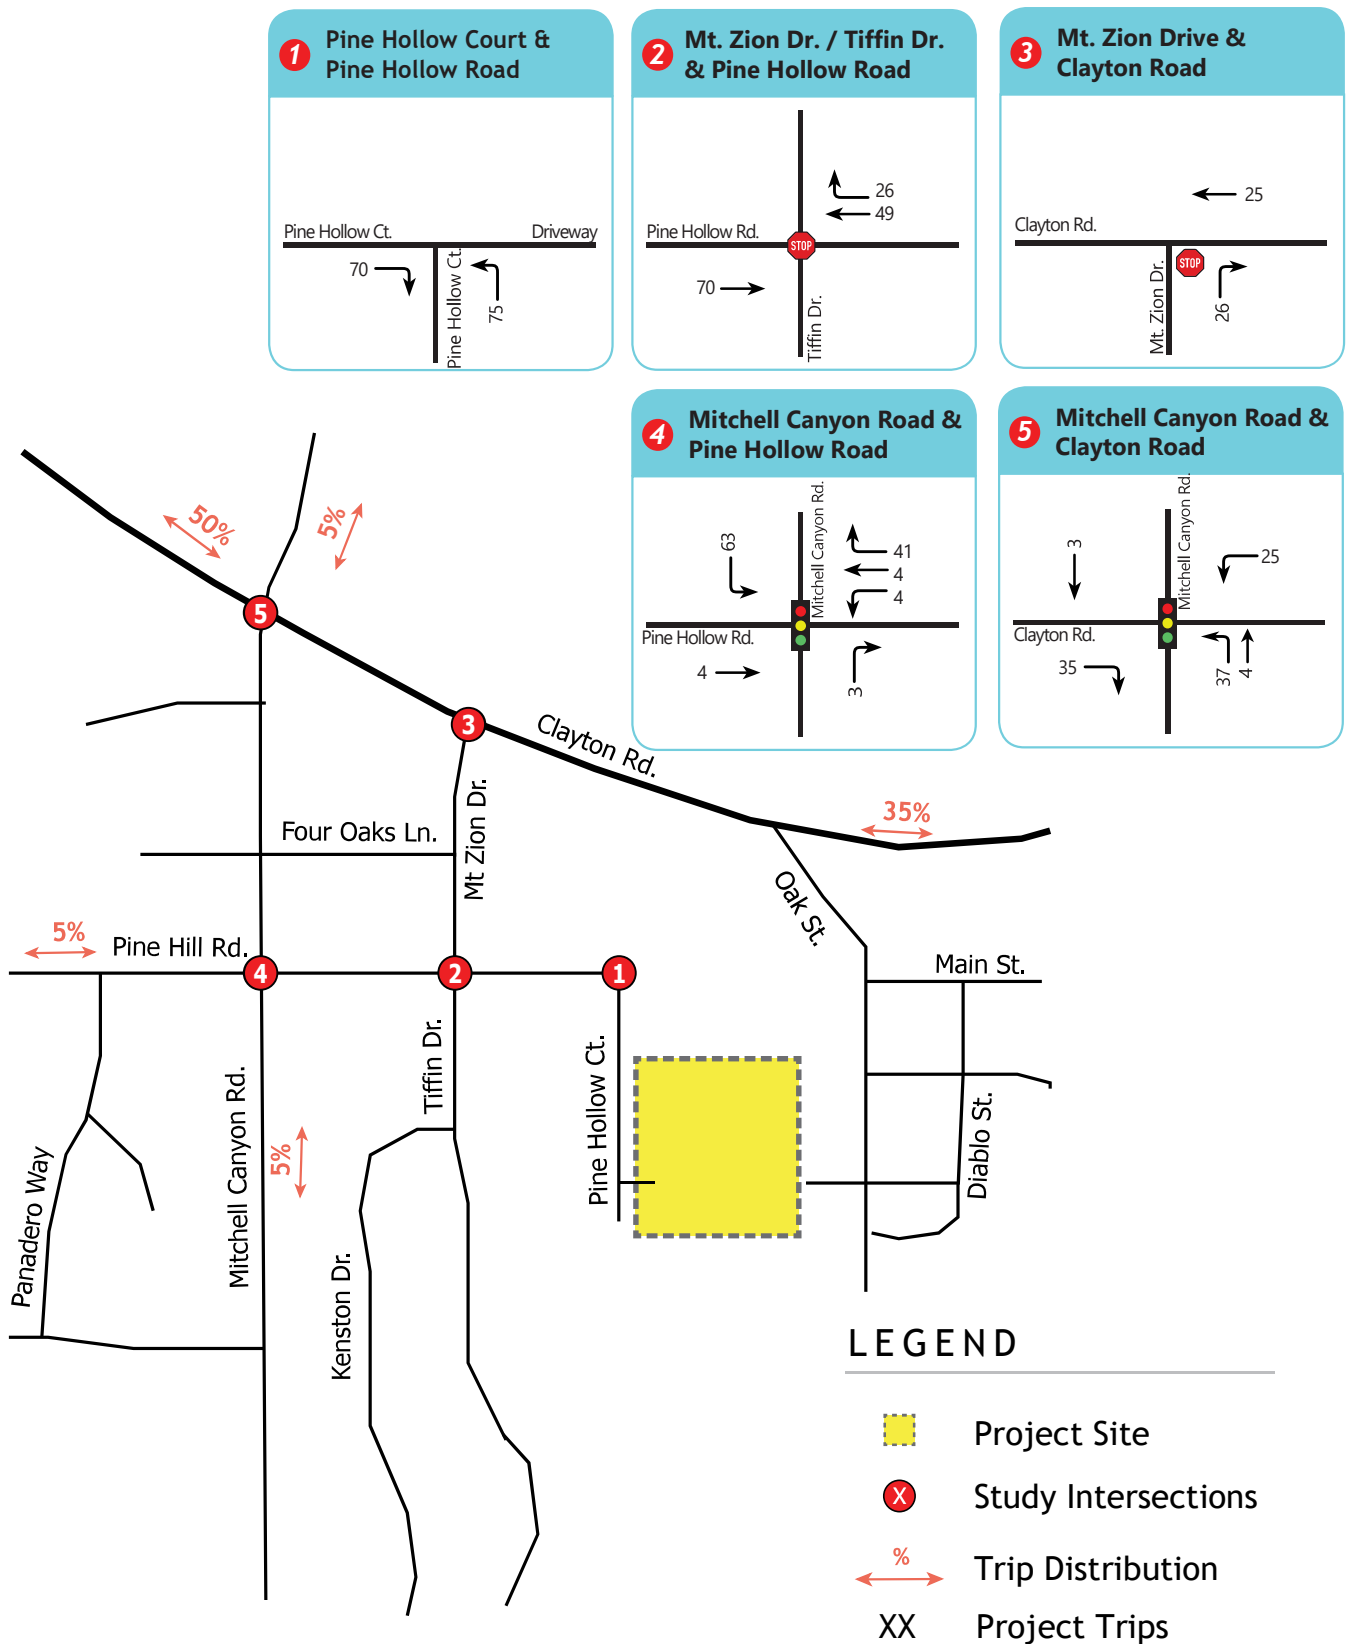 1
Pine Hollow Court &
Pine Hollow Road
Pine Hollow Ct.
Driveway
70
Pine Hollow Ct.
75
2
Mt. Zion Dr. / Tiffin Dr.
& Pine Hollow Road
26
49
Pine Hollow Rd.
STOP
70
Tiffin Dr.
3
Mt. Zion Drive &
Clayton Road
25
Clayton Rd.
STOP
Mt. Zion Dr.
26
4
Mitchell Canyon Road &
Pine Hollow Road
Mitchell Canyon Rd.
63
41
4
4
Pine Hollow Rd.
4
3
5
Mitchell Canyon Road &
Clayton Road
Mitchell Canyon Rd.
3
25
Clayton Rd.
35
37
4
50%
5%
5
3
Clayton Rd.
35%
Four Oaks Ln.
Mt Zion Dr.
Oak St.
5%
Pine Hill Rd.
4
2
1
Main St.
Tiffin Dr.
Pine Hollow Ct.
Mitchell Canyon Rd.
5%
Diablo St.
Panadero Way
Kenston Dr.
LEGEND
Project Site
X
Study Intersections
%
Trip Distribution
XX
Project Trips